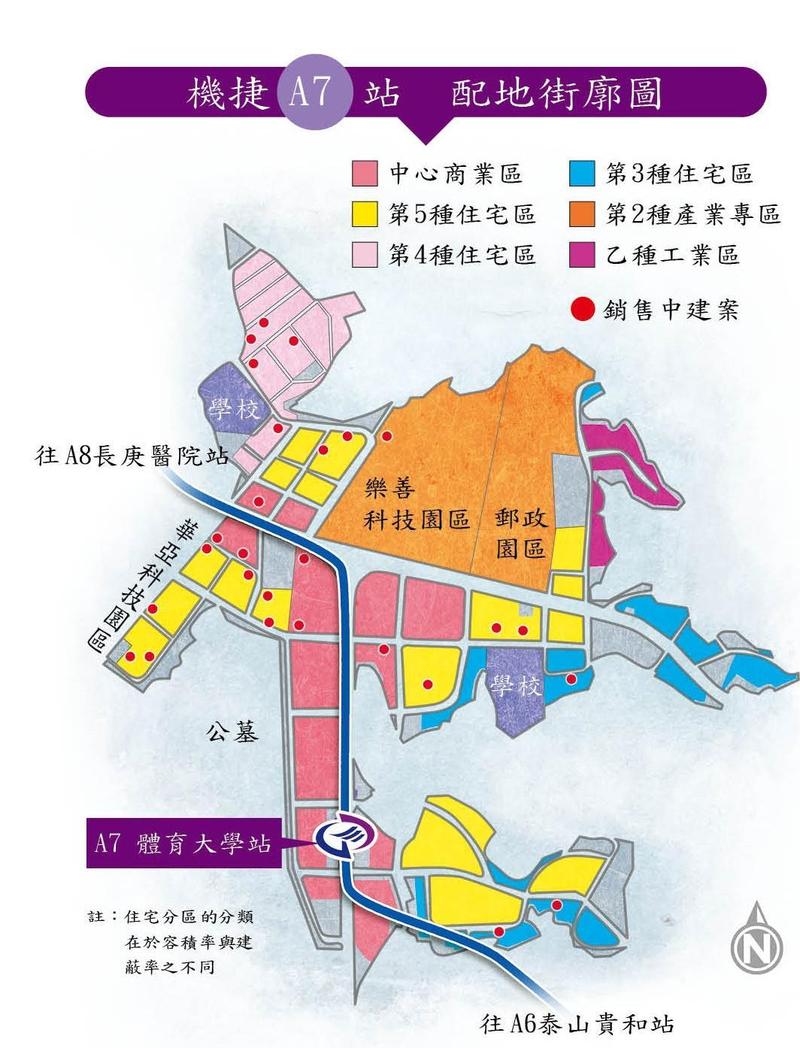 機捷 A7 站 配地街廓圖
中心商業區
第3種住宅區
第5種住宅區
第2種產業專區
第4種住宅區
乙種工業區
銷售中建案
學校
往A8長庚醫院站
樂善
科技園區
郵政
園區
華亞科技園區
學校
公墓
A7 體育大學站
註：住宅分區的分類
在於容積率與建
蔽率之不同
N
往A6泰山貴和站